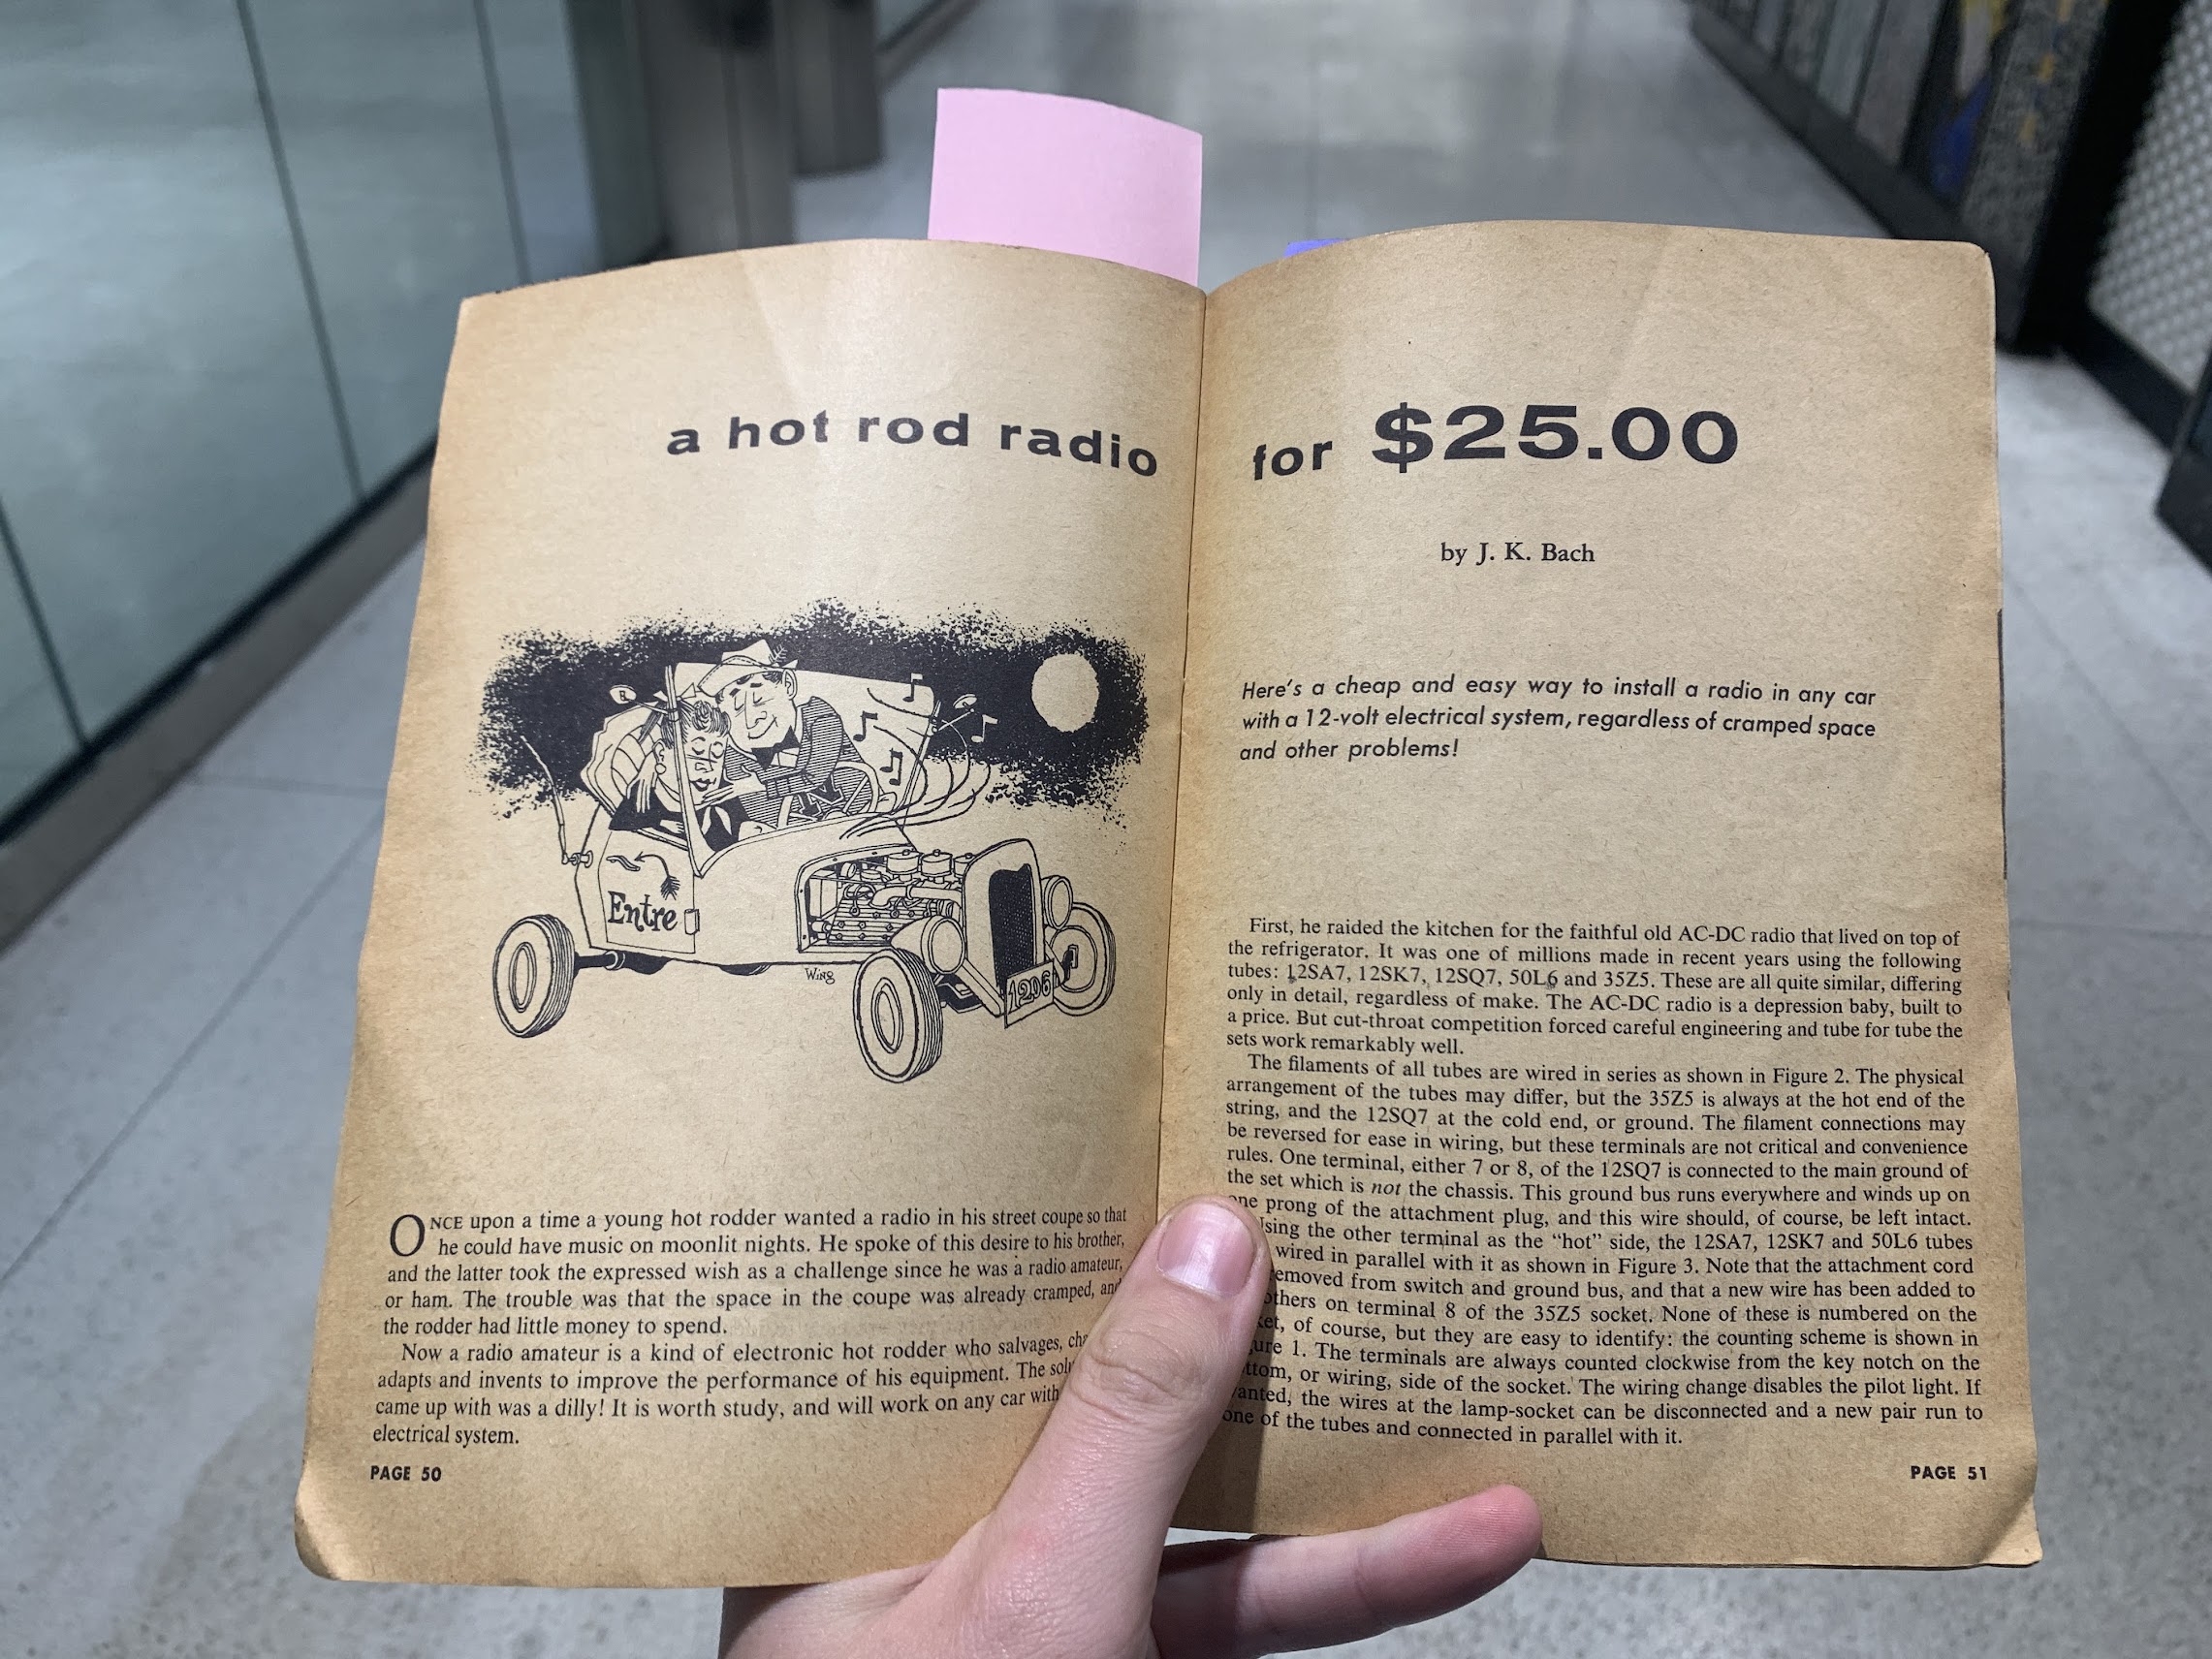 a hot rod radio
Entre
Wing
1206
ONCE upon a time a young hot rodder wanted a radio in his street coupe so that
he could have music on moonlit nights. He spoke of this desire to his brother,
and the latter took the expressed wish as a challenge since he was a radio amateur,
or ham. The trouble was that the space in the coupe was already cramped, and
the rodder had little money to spend.
Now a radio amateur is a kind of electronic hot rodder who salvages,
adapts and invents to improve the performance of his equipment. The
came up with was a dilly! It is worth study, and will work on any car with
electrical system.
PAGE 50
for $25.00
by J. K. Bach
Here's a cheap and easy way to install a radio in any car
with a 12-volt electrical system, regardless of cramped space
and other problems!
First, he raided the kitchen for the faithful old AC-DC radio that lived on top of
the refrigerator. It was one of millions made in recent years using the following
tubes: 12SA7, 12SK7, 12SQ7, 50L6 and 35Z5. These are all quite similar, differing
only in detail, regardless of make. The AC-DC radio is a depression baby, built to
a price. But cut-throat competition forced careful engineering and tube for tube the
sets work remarkably well.
The filaments of all tubes are wired in series as shown in Figure 2. The physical
arrangement of the tubes may differ, but the 35Z5 is always at the hot end of the
string, and the 12SQ7 at the cold end, or ground. The filament connections may
be reversed for ease in wiring, but these terminals are not critical and convenience
rules. One terminal, either 7 or 8, of the 12SQ7 is connected to the main ground of
the set which is not the chassis. This ground bus runs everywhere and winds up on
one prong of the attachment plug, and this wire should, of course, be left intact.
Using the other terminal as the "hot" side, the 12SA7, 12SK7 and 50L6 tubes
wired in parallel with it as shown in Figure 3. Note that the attachment cord
removed from switch and ground bus, and that a new wire has been added to
others on terminal 8 of the 35Z5 socket. None of these is numbered on the
of course, but they are easy to identify: the counting scheme is shown in
1. The terminals are always counted clockwise from the key notch on the
bottom, or wiring, side of the socket. The wiring change disables the pilot light. If
wanted, the wires at the lamp-socket can be disconnected and a new pair run to
one of the tubes and connected in parallel with it.
PAGE 51